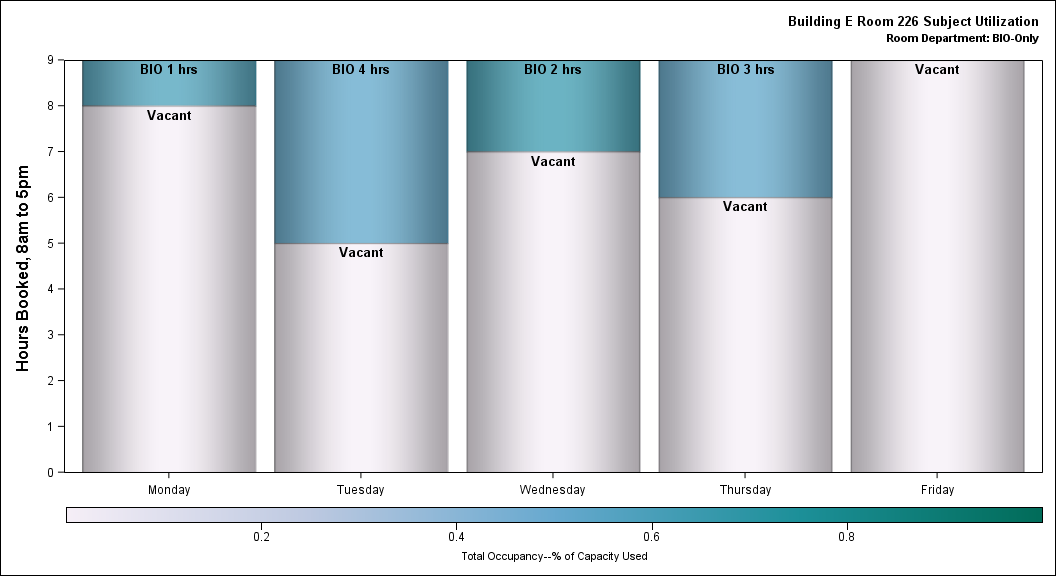 Building E Room 226 Subject Utilization
Room Department: BIO-Only
Hours Booked, 8am to 5pm
9
8
7
6
5
4
3
2
1
0
BIO 1 hrs
Vacant
BIO 4 hrs
Vacant
BIO 2 hrs
Vacant
BIO 3 hrs
Vacant
Vacant
Monday
Tuesday
Wednesday
Thursday
Friday
0.2
0.4
0.6
0.8
Total Occupancy--% of Capacity Used